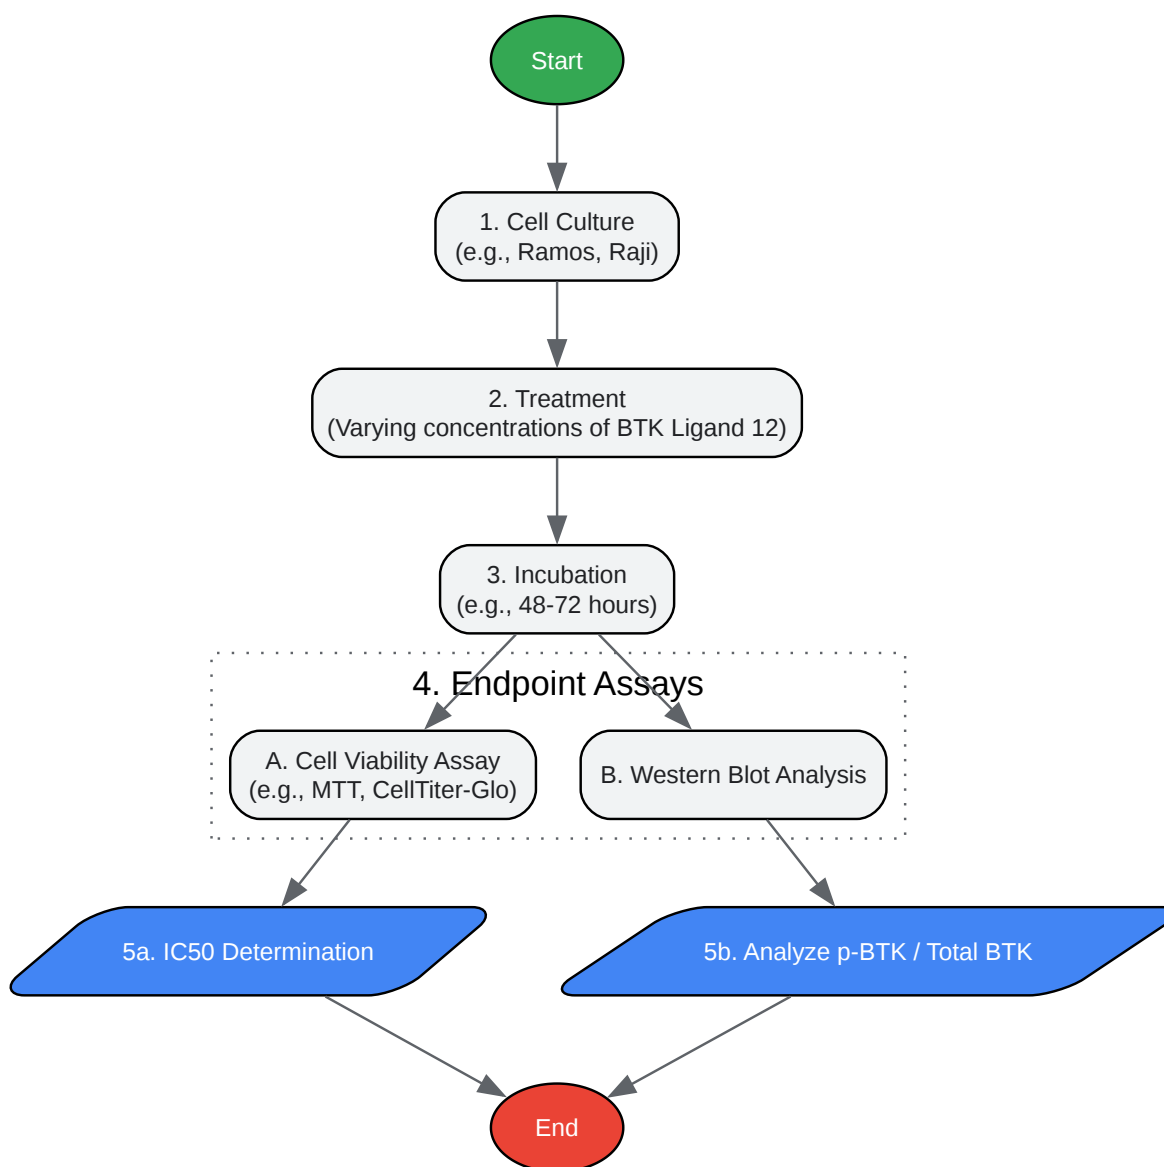 Start
1. Cell Culture
(e.g., Ramos, Raji)
2. Treatment
(Varying concentrations of BTK Ligand 12)
3. Incubation
(e.g., 48-72 hours)
4. Endpoint Assays
A. Cell Viability Assay
(e.g., MTT, CellTiter-Glo)
B. Western Blot Analysis
5a. IC50 Determination
5b. Analyze p-BTK / Total BTK
End